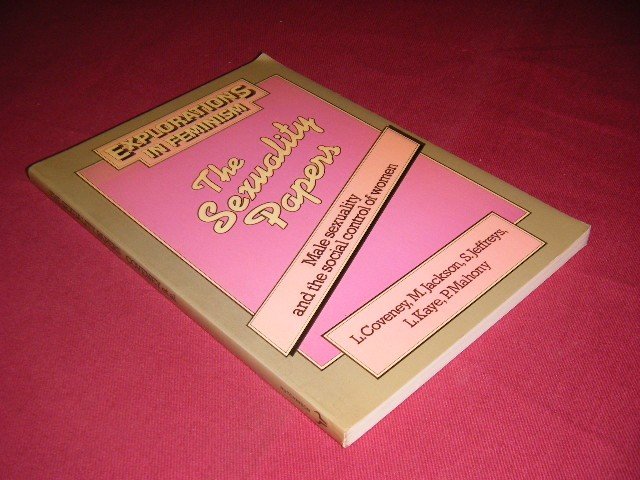 EXPLORATIONS
IN FEMINISM
The
Sexuality
Papers
Male sexuality
and the social control of women
L. Coveney, M. Jackson, S. Jeffreys,
L. Kaye, P. Mahony